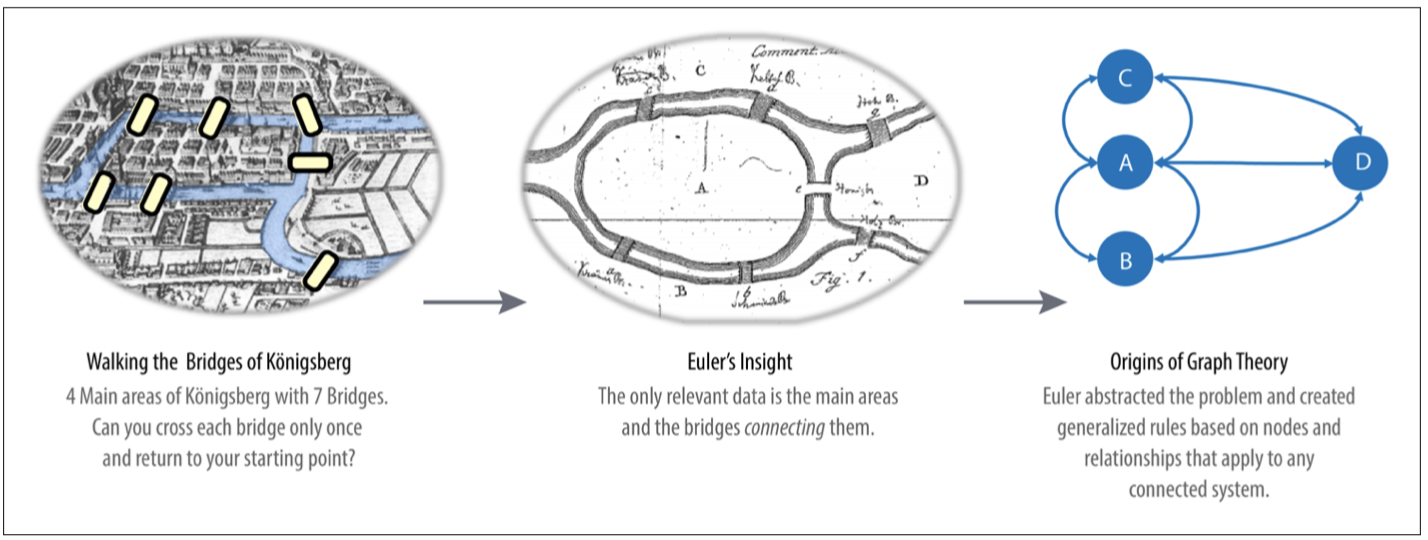 Comment.
C
c
d
g
A
e
D
f
a
B
b
Fig. 1.
C
A
D
B
Walking the Bridges of Königsberg
4 Main areas of Königsberg with 7 Bridges.
Can you cross each bridge only once
and return to your starting point?
Euler's Insight
The only relevant data is the main areas
and the bridges connecting them.
Origins of Graph Theory
Euler abstracted the problem and created
generalized rules based on nodes and
relationships that apply to any
connected system.